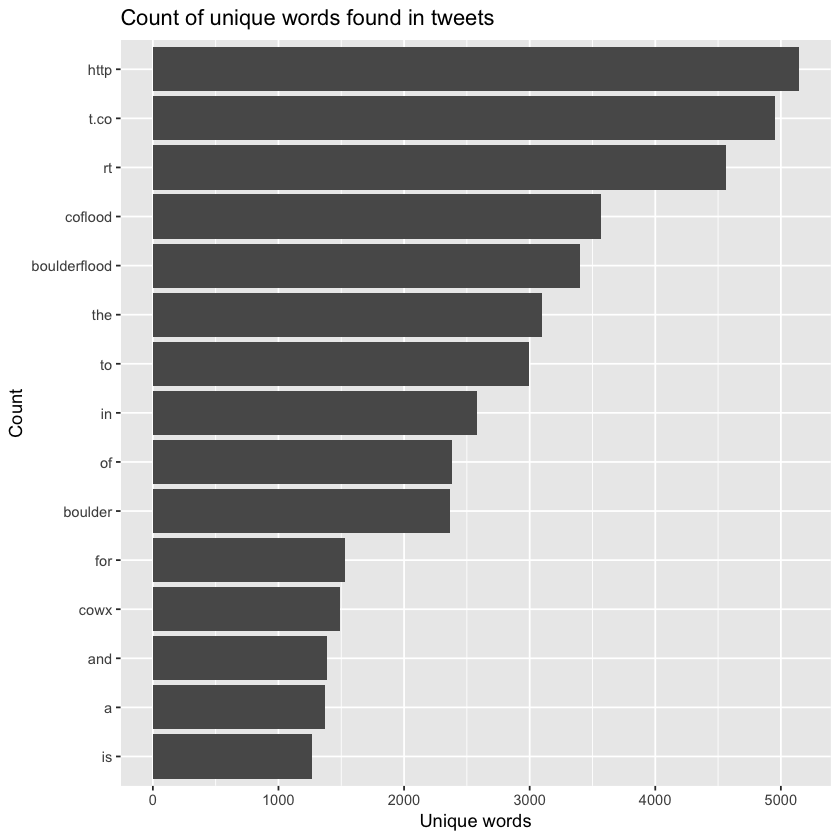 Count of unique words found in tweets
http
t.co
rt
coflood
boulderflood
the
to
in
of
boulder
for
cowx
and
a
is
Count
0 1000 2000 3000 4000 5000
Unique words